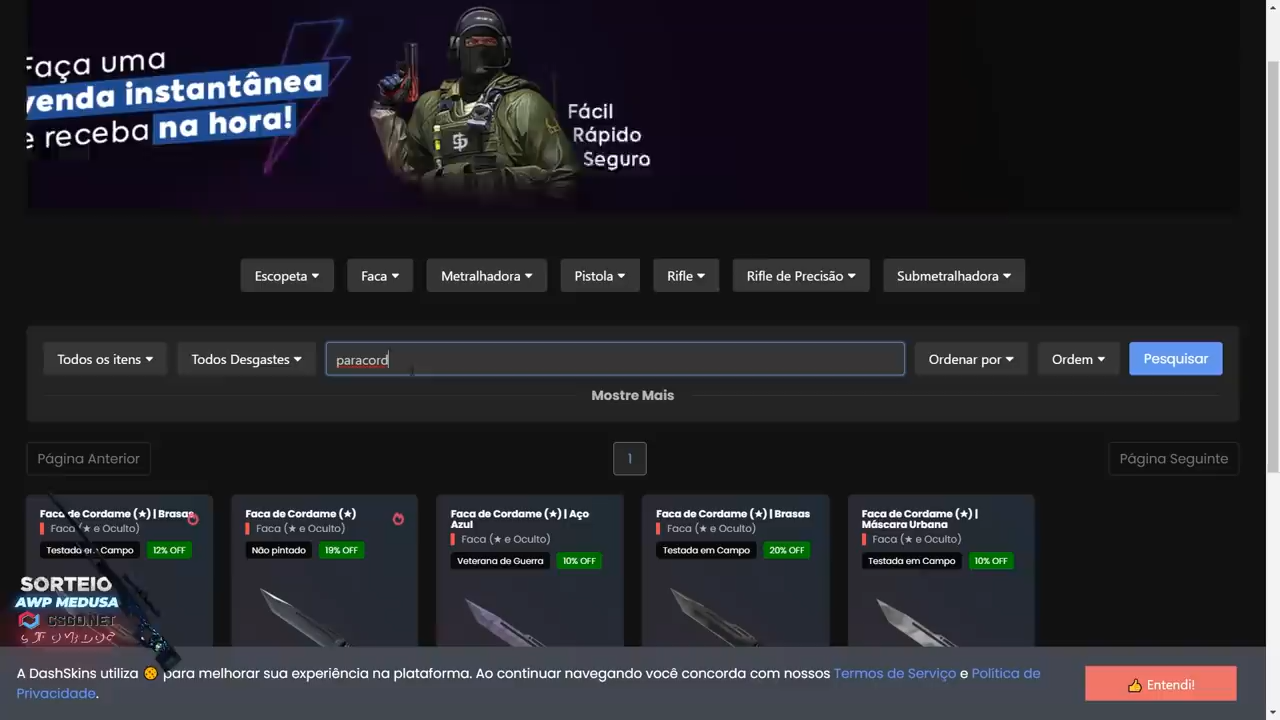 Faça uma
venda instantânea
e receba na hora!
Fácil
Rápido
Seguro
Escopeta
Faca
Metralhadora
Pistola
Rifle
Rifle de Precisão
Submetralhadora
Todos os itens
Todos Desgastes
paracord
Ordenar por
Ordem
Pesquisar
Mostre Mais
Página Anterior
1
Página Seguinte
Faca de Cordame (★) | Brasas
Faca (★ e Oculto)
Testada em Campo
12% OFF
Faca de Cordame (★)
Faca (★ e Oculto)
Não pintado
19% OFF
Faca de Cordame (★) | Aço
Azul
Faca (★ e Oculto)
Veterana de Guerra
10% OFF
Faca de Cordame (★) | Brasas
Faca (★ e Oculto)
Testada em Campo
20% OFF
Faca de Cordame (★) |
Máscara Urbana
Faca (★ e Oculto)
Testada em Campo
10% OFF
SORTEIO
AWP MEDUSA
CSGO.NET
A DashSkins utiliza 🍪 para melhorar sua experiência na plataforma. Ao continuar navegando você concorda com nossos Termos de Serviço e Política de
Privacidade.
👍 Entendi!